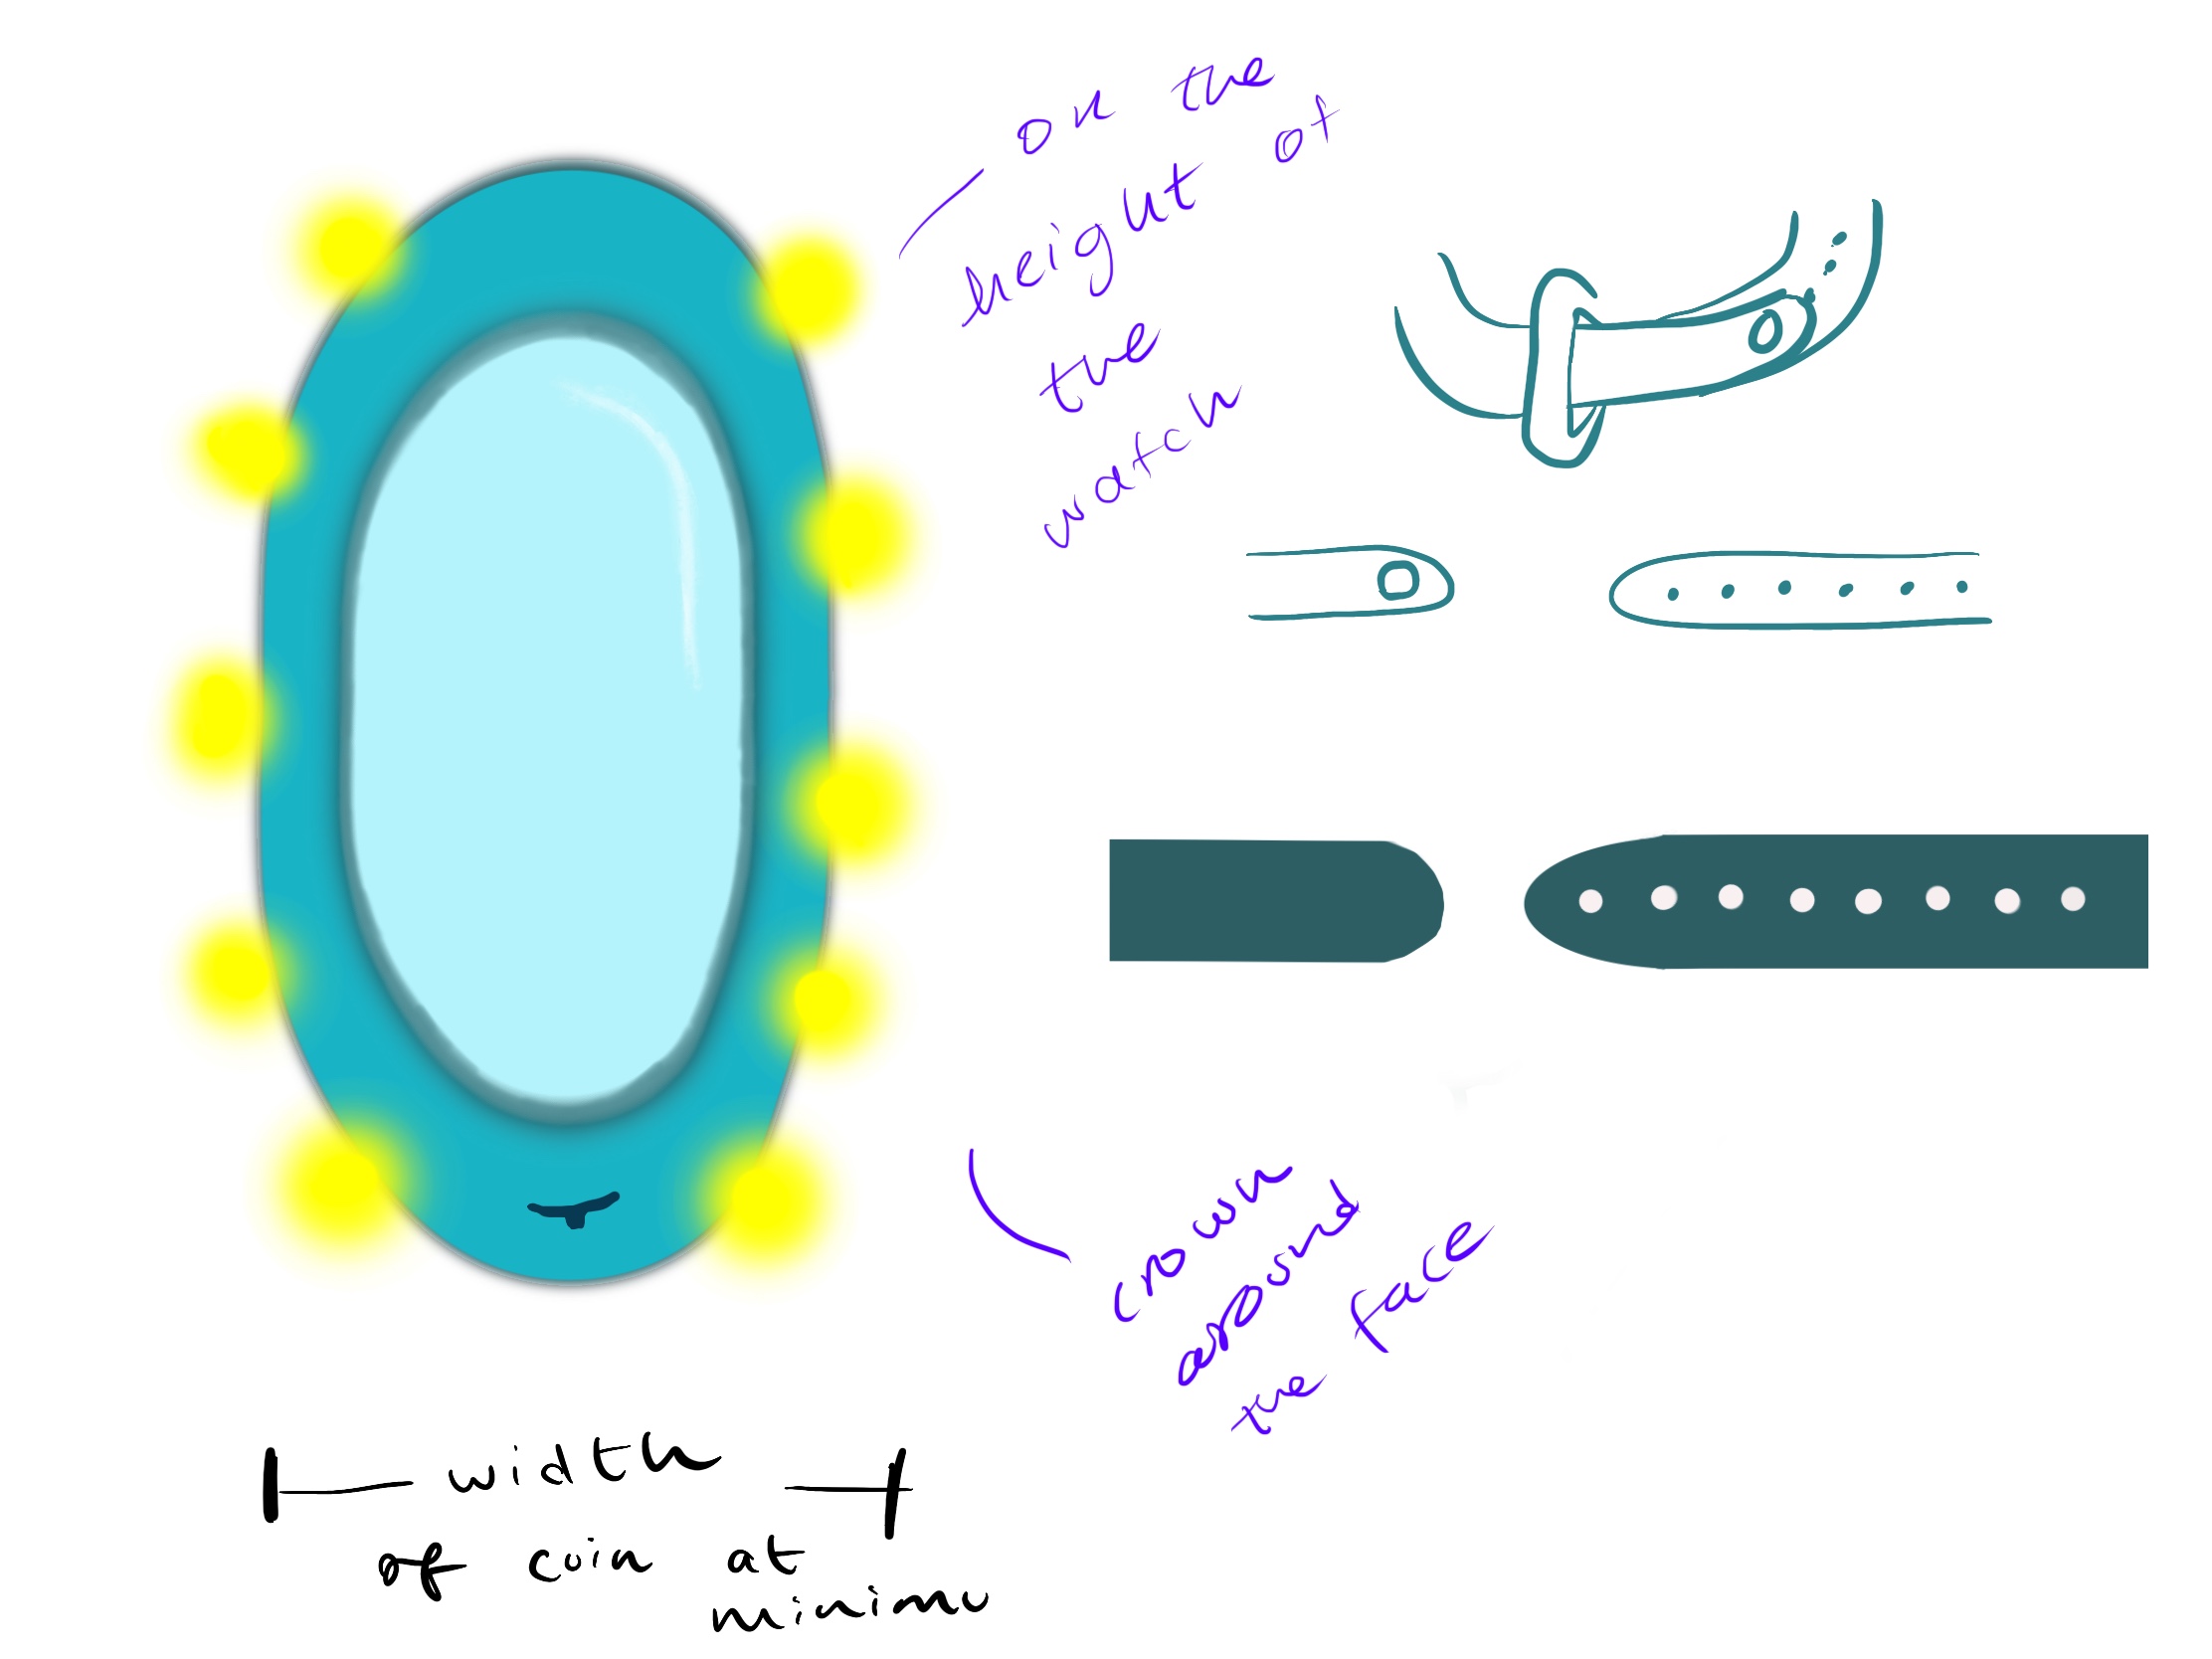 on the
height of
the
watch
crown
around
the face
width
of coin at
minimu